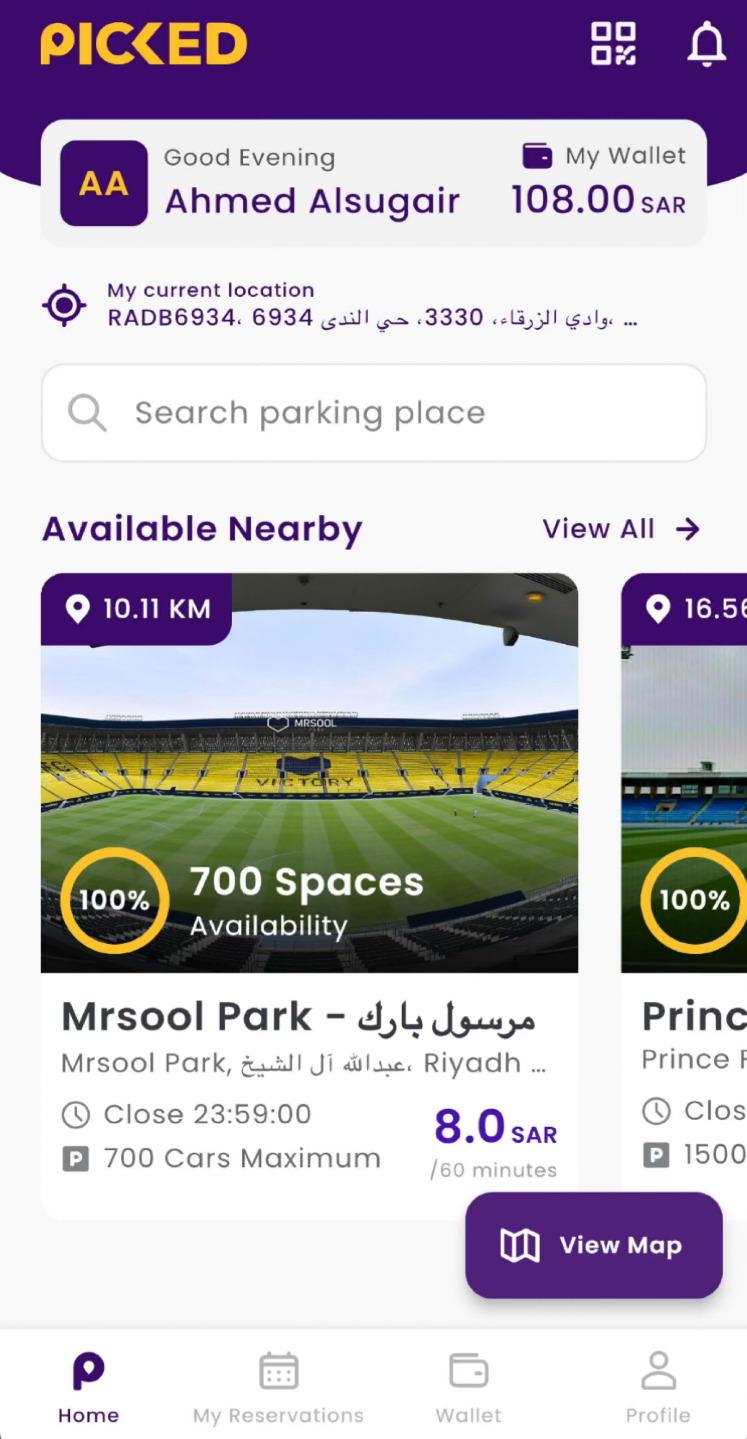 PICKED
AA
Good Evening
Ahmed Alsugair
My Wallet
108.00 SAR
My current location
RADB6934، 6934 وادي الزرقاء، 3330، حي الندى، ...
Search parking place
Available Nearby
View All
10.11 KM
MRSOOL
VICTORY
100%
700 Spaces
Availability
Mrsool Park - مرسول بارك
Mrsool Park, عبدالله آل الشيخ، Riyadh ...
Close 23:59:00
P 700 Cars Maximum
8.0 SAR
/60 minutes
16.56
100%
Princ
Prince F
Clos
P 1500
View Map
Home
My Reservations
Wallet
Profile